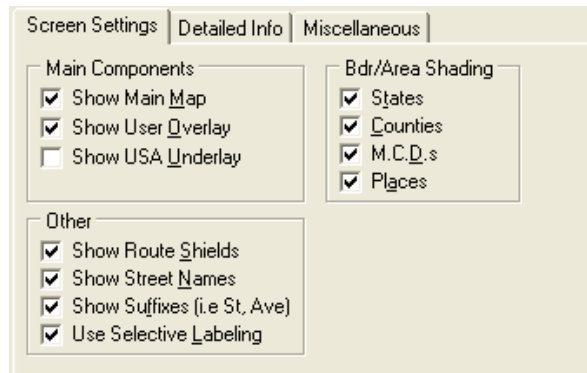 Screen Settings Detailed Info Miscellaneous
Main Components
Show Main Map
Show User Overlay
Show USA Underlay
Bdr/Area Shading
States
Counties
M.C.D.s
Places
Other
Show Route Shields
Show Street Names
Show Suffixes (i.e St, Ave)
Use Selective Labeling